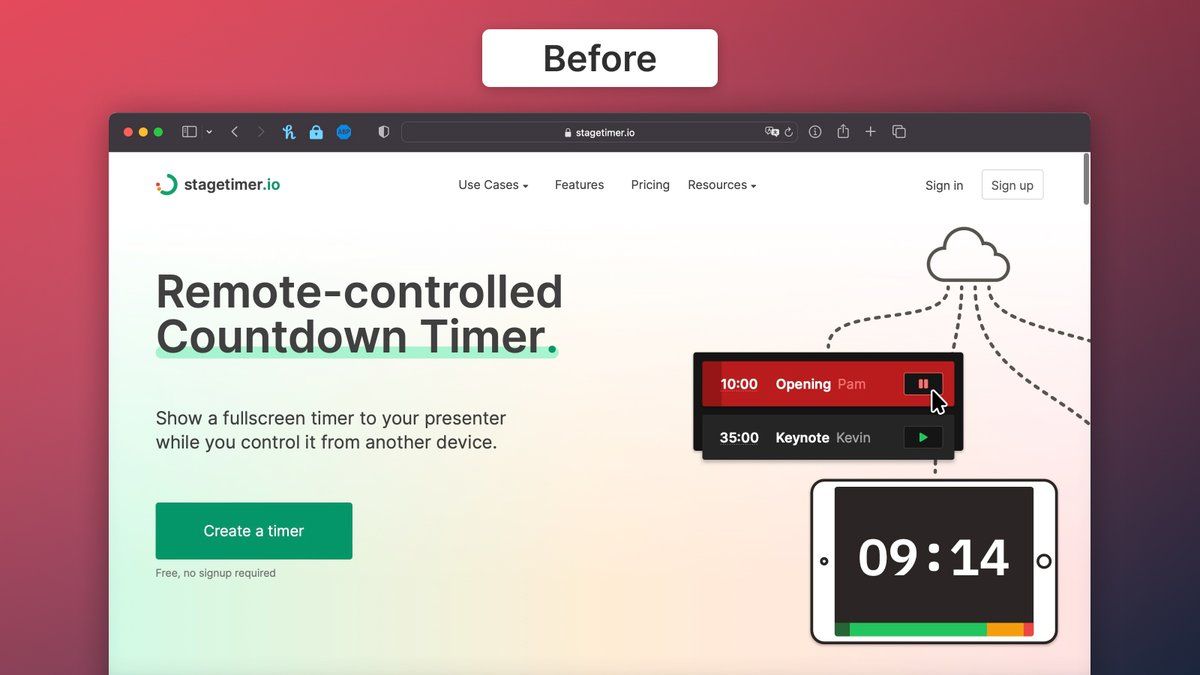 Before
stagetimer.io
stagetimer.io
Use Cases
Features
Pricing
Resources
Sign in
Sign up
Remote-controlled
Countdown Timer.
Show a fullscreen timer to your presenter
while you control it from another device.
Create a timer
Free, no signup required
10:00 Opening Pam
35:00 Keynote Kevin
09:14